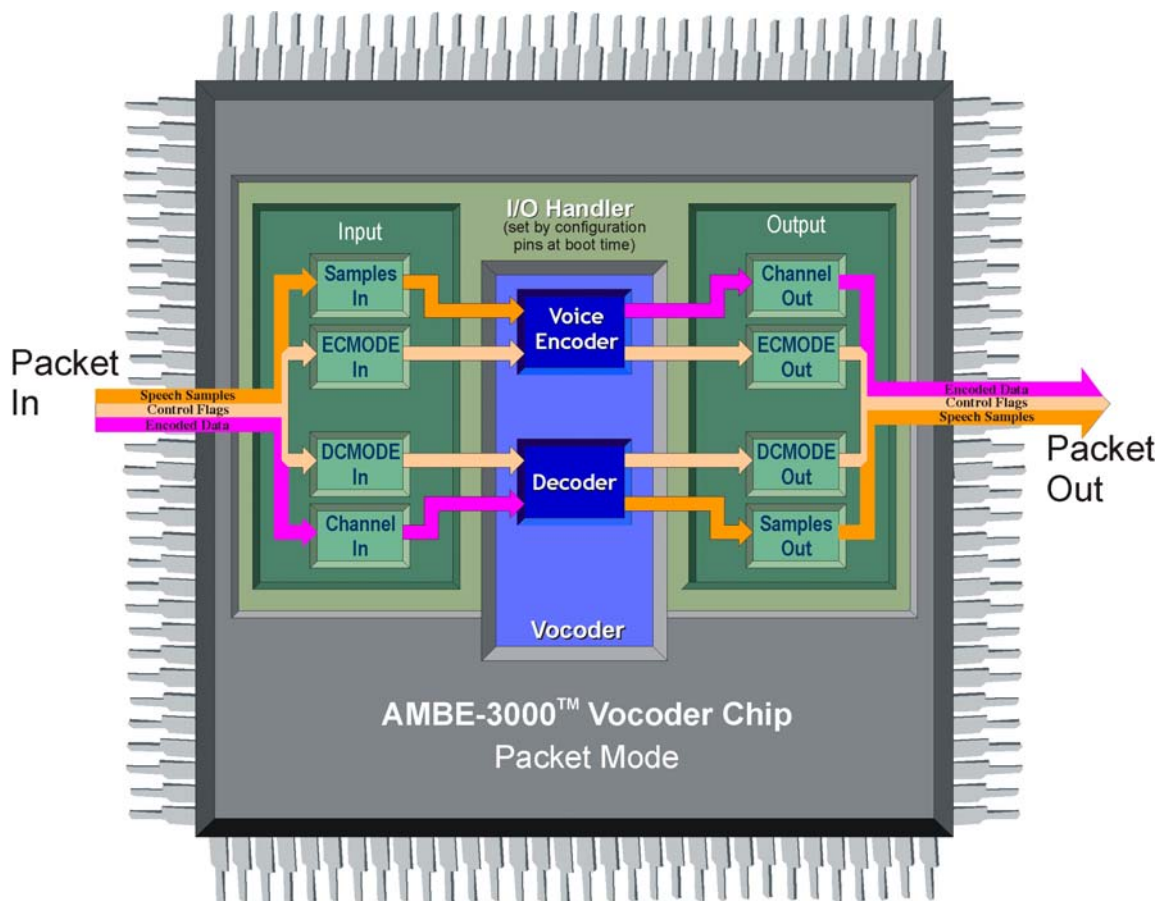 I/O Handler
(set by configuration
pins at boot time)
Input
Output
Samples
In
ECMODE
In
DCMODE
In
Channel
In
Voice
Encoder
Decoder
Vocoder
Channel
Out
ECMODE
Out
DCMODE
Out
Samples
Out
Packet
In
Speech Samples
Control Flags
Encoded Data
Encoded Data
Control Flags
Speech Samples
Packet
Out
AMBE-3000™ Vocoder Chip
Packet Mode